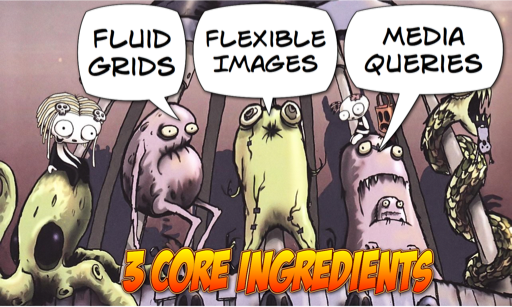 FLUID
GRIDS
FLEXIBLE
IMAGES
MEDIA
QUERIES
3 CORE INGREDIENTS